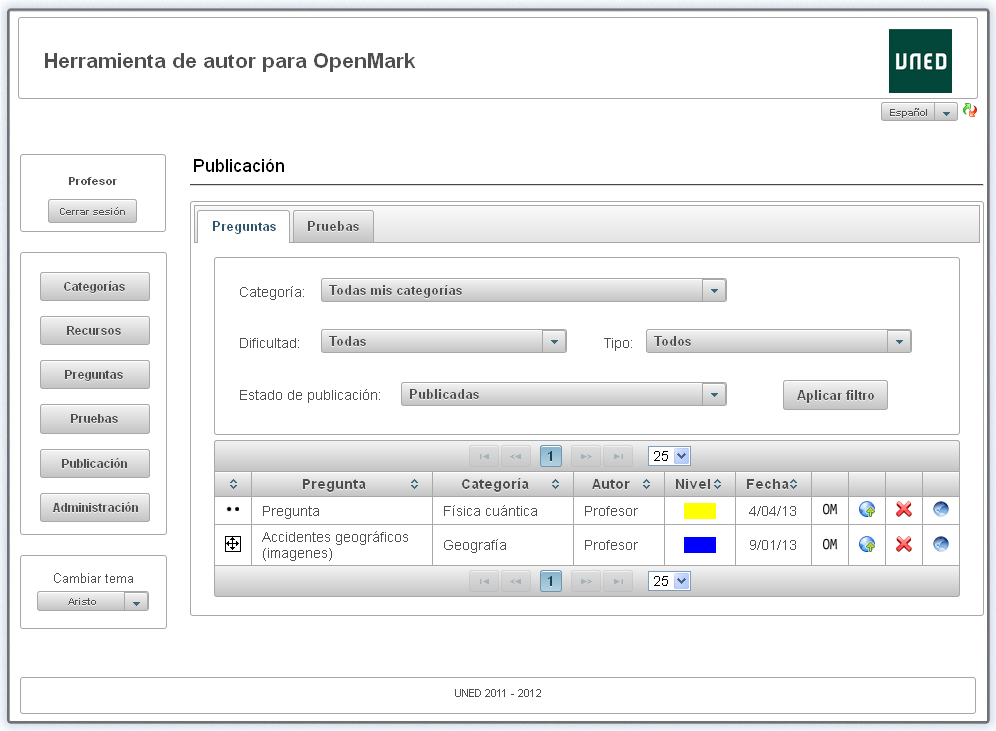 Herramienta de autor para OpenMark
UNED
Español
Profesor
Cerrar sesión
Categorías
Recursos
Preguntas
Pruebas
Publicación
Administración
Cambiar tema
Aristo
Publicación
Preguntas Pruebas
Categoría: Todas mis categorías
Dificultad: Todas Tipo: Todos
Estado de publicación: Publicadas Aplicar filtro
1 25
Pregunta Categoría Autor Nivel Fecha
Pregunta Física cuántica Profesor 4/04/13 OM
Accidentes geográficos
(imagenes) Geografía Profesor 9/01/13 OM
1 25
UNED 2011 - 2012